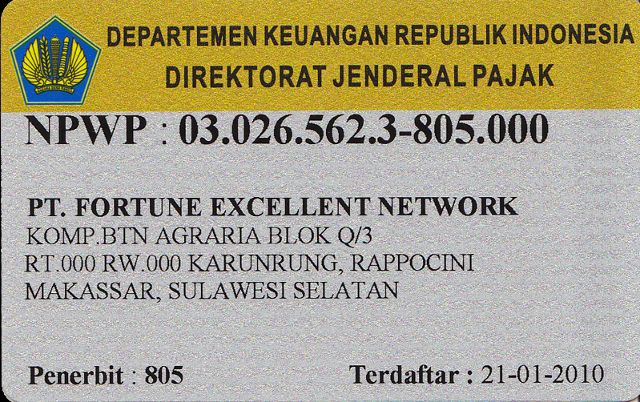 DEPARTEMEN KEUANGAN REPUBLIK INDONESIA
DIREKTORAT JENDERAL PAJAK
NPWP : 03.026.562.3-805.000
PT. FORTUNE EXCELLENT NETWORK
KOMP.BTN AGRARIA BLOK Q/3
RT.000 RW.000 KARUNRUNG, RAPPOCINI
MAKASSAR, SULAWESI SELATAN
Penerbit : 805 Terdaftar : 21-01-2010